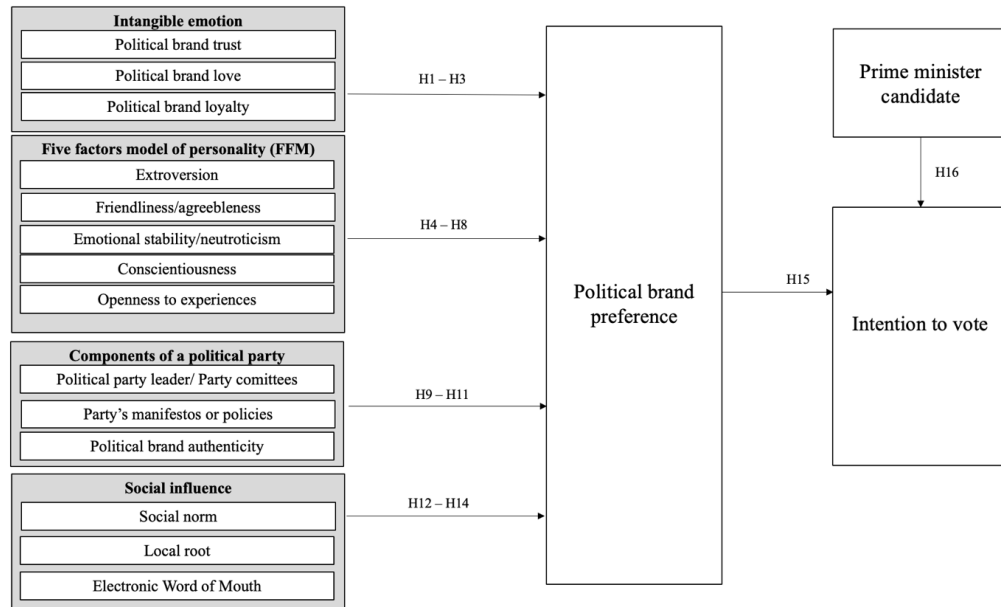 Intangible emotion
Political brand trust
Political brand love
Political brand loyalty
H1 – H3
Five factors model of personality (FFM)
Extroversion
Friendliness/agreebleness
Emotional stability/neutroticism
Conscientiousness
Openness to experiences
H4 – H8
Components of a political party
Political party leader/ Party comittees
Party’s manifestos or policies
Political brand authenticity
H9 – H11
Social influence
Social norm
Local root
Electronic Word of Mouth
H12 – H14
Political brand
preference
H15
Prime minister
candidate
H16
Intention to vote